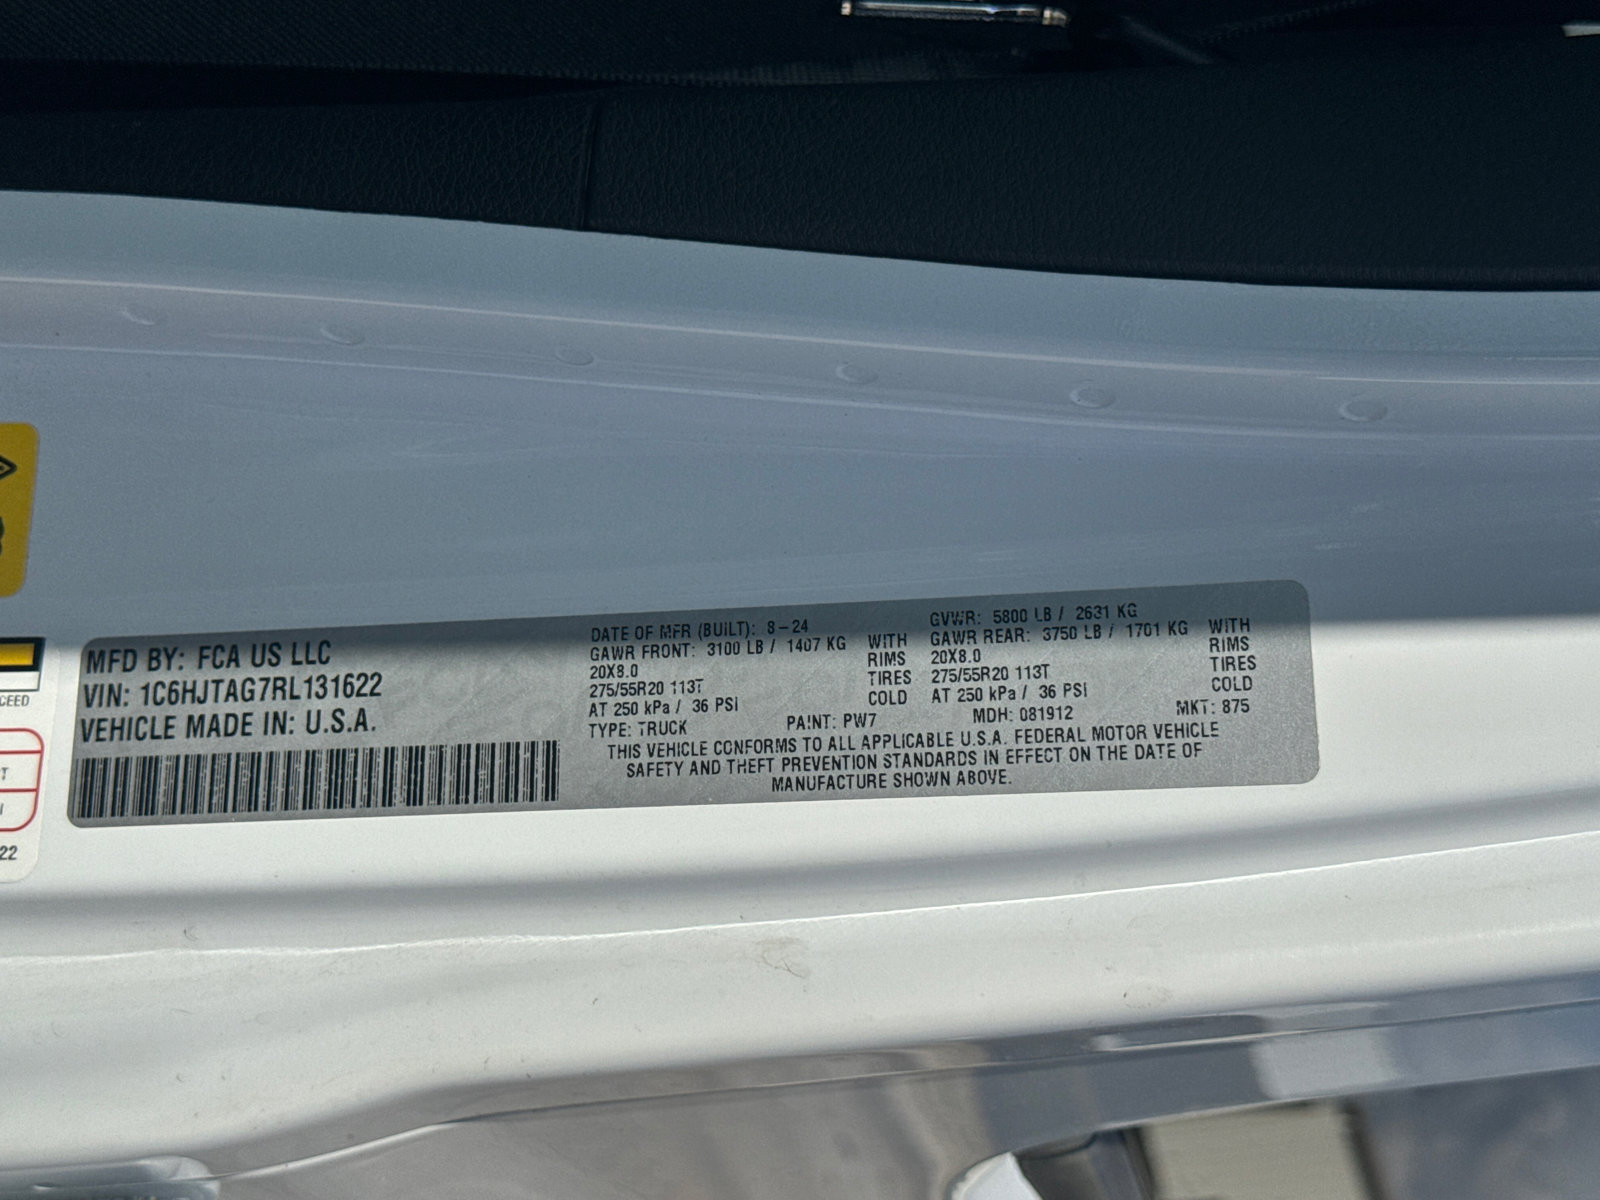 CEED
T
I
22
MFD BY: FCA US LLC
VIN: 1C6HJTAG7RL131622
VEHICLE MADE IN: U.S.A.
DATE OF MFR (BUILT): 8-24
GAWR FRONT: 3100 LB / 1407 KG WITH
20X8.0 RIMS
275/55R20 113T TIRES
AT 250 kPa / 36 PSI COLD
GVWR: 5800 LB / 2631 KG
GAWR REAR: 3750 LB / 1701 KG WITH
20X8.0 RIMS
275/55R20 113T TIRES
AT 250 kPa / 36 PSI COLD
TYPE: TRUCK PAINT: PW7 MDH: 081912 MKT: 875
THIS VEHICLE CONFORMS TO ALL APPLICABLE U.S.A. FEDERAL MOTOR VEHICLE
SAFETY AND THEFT PREVENTION STANDARDS IN EFFECT ON THE DATE OF
MANUFACTURE SHOWN ABOVE.